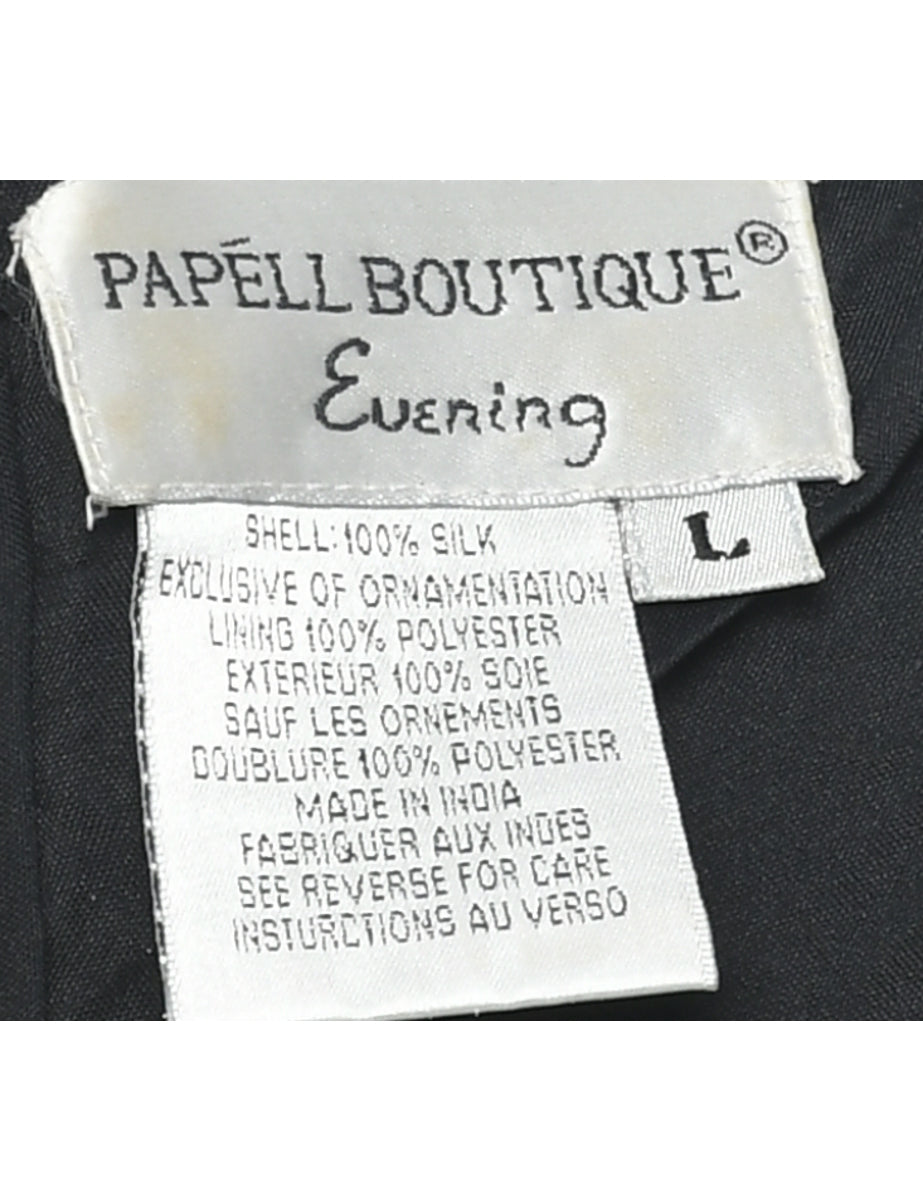 PAPÉLL BOUTIQUE®
Evening
L
SHELL: 100% SILK
EXCLUSIVE OF ORNAMENTATION
LINING 100% POLYESTER
EXTERIEUR 100% SOIE
SAUF LES ORNEMENTS
DOUBLURE 100% POLYESTER
MADE IN INDIA
FABRIQUER AUX INDES
SEE REVERSE FOR CARE
INSTURCTIONS AU VERSO